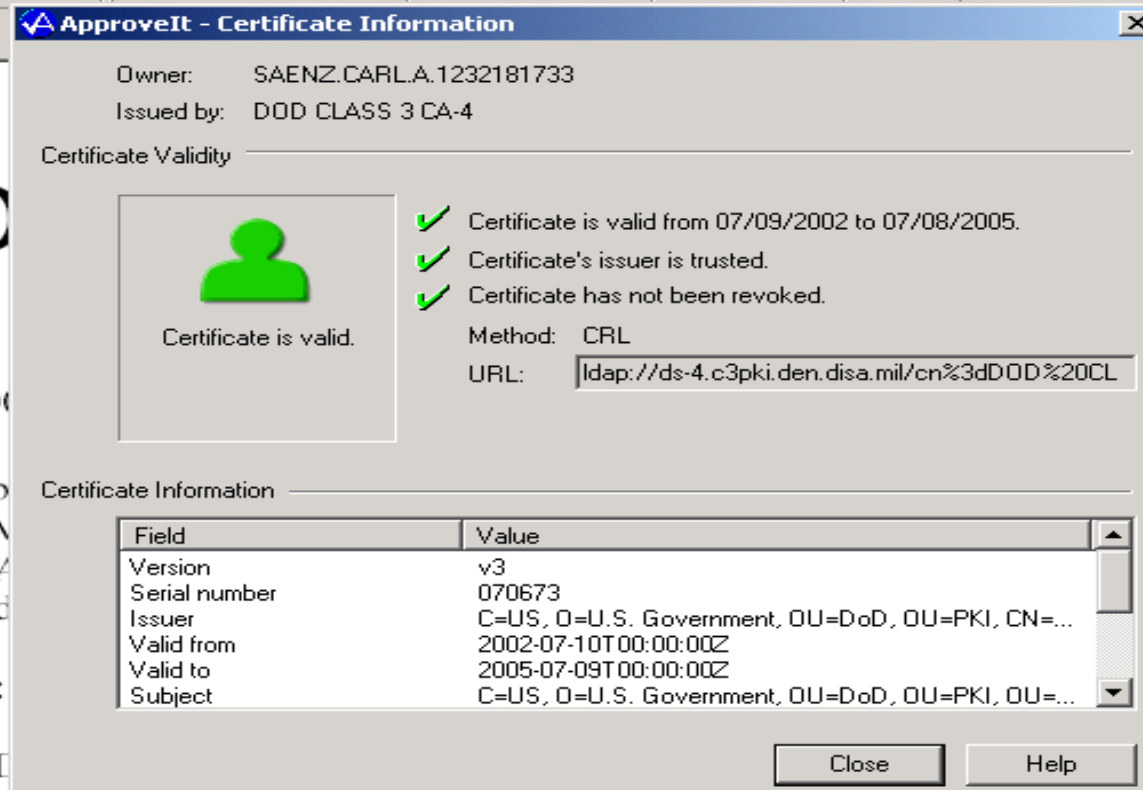 ApproveIt - Certificate Information
Owner: SAENZ.CARL.A.1232181733
Issued by: DOD CLASS 3 CA-4
Certificate Validity
Certificate is valid from 07/09/2002 to 07/08/2005.
Certificate's issuer is trusted.
Certificate has not been revoked.
Certificate is valid.
Method: CRL
URL: ldap://ds-4.c3pki.den.disa.mil/cn%3dDOD%20CL
Certificate Information
Field Value
Version v3
Serial number 070673
Issuer C=US, O=U.S. Government, OU=DoD, OU=PKI, CN=...
Valid from 2002-07-10T00:00:00Z
Valid to 2005-07-09T00:00:00Z
Subject C=US, O=U.S. Government, OU=DoD, OU=PKI, OU=...
Close Help